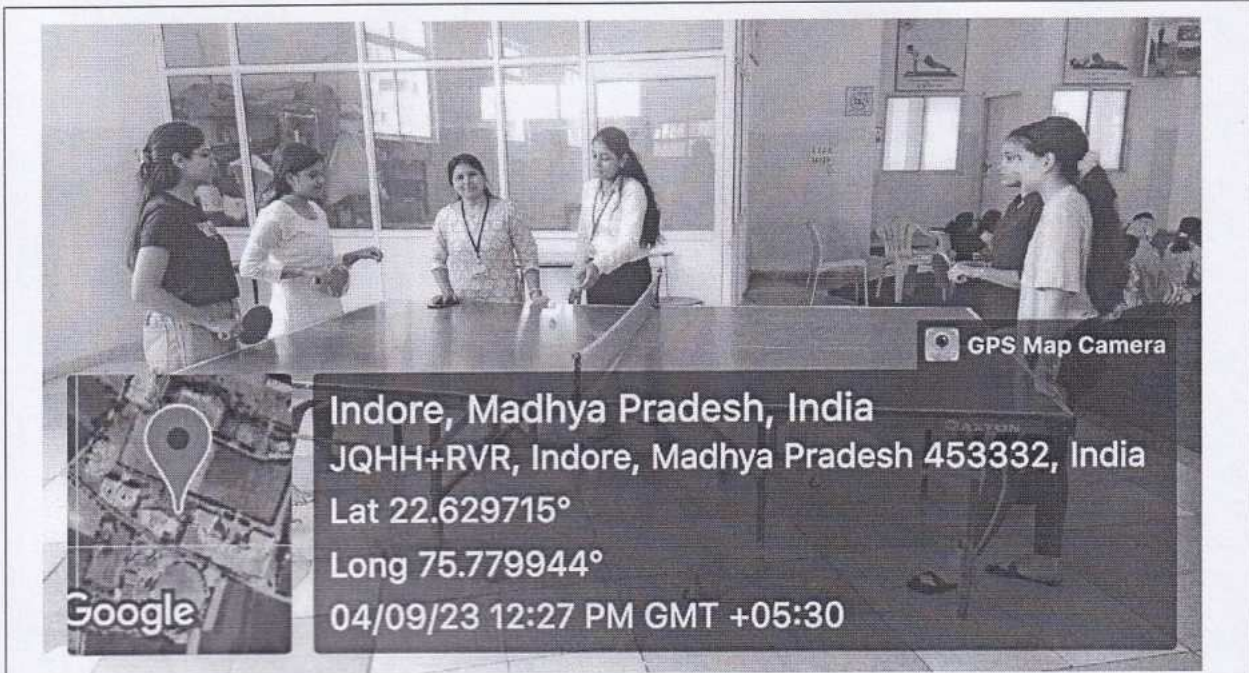 GPS Map Camera
Indore, Madhya Pradesh, India
JQHH+RVR, Indore, Madhya Pradesh 453332, India
Lat 22.629715°
Long 75.779944°
04/09/23 12:27 PM GMT +05:30
Google